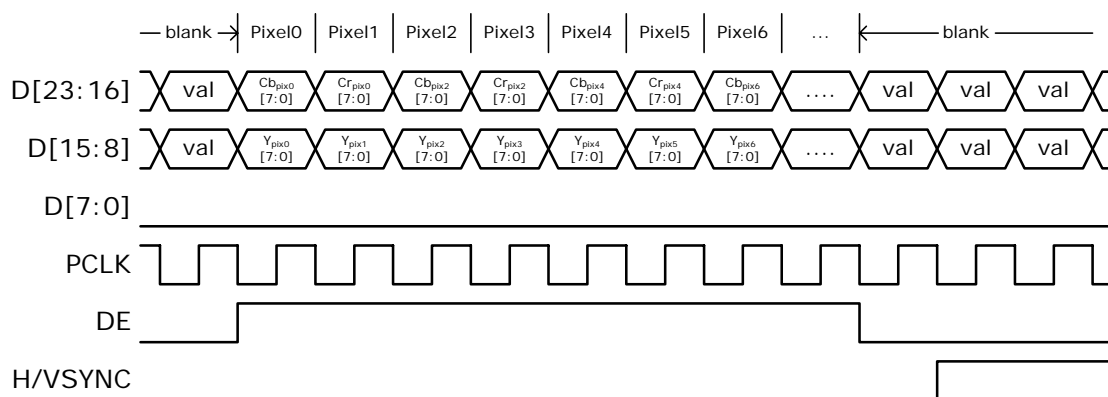 blank Pixel0 Pixel1 Pixel2 Pixel3 Pixel4 Pixel5 Pixel6 ... blank
D[23:16] val Cbpix0 [7:0] Crpix0 [7:0] Cbpix2 [7:0] Crpix2 [7:0] Cbpix4 [7:0] Crpix4 [7:0] Cbpix6 [7:0] .... val val val
D[15:8] val Ypix0 [7:0] Ypix1 [7:0] Ypix2 [7:0] Ypix3 [7:0] Ypix4 [7:0] Ypix5 [7:0] Ypix6 [7:0] .... val val val
D[7:0]
PCLK
DE
H/VSYNC